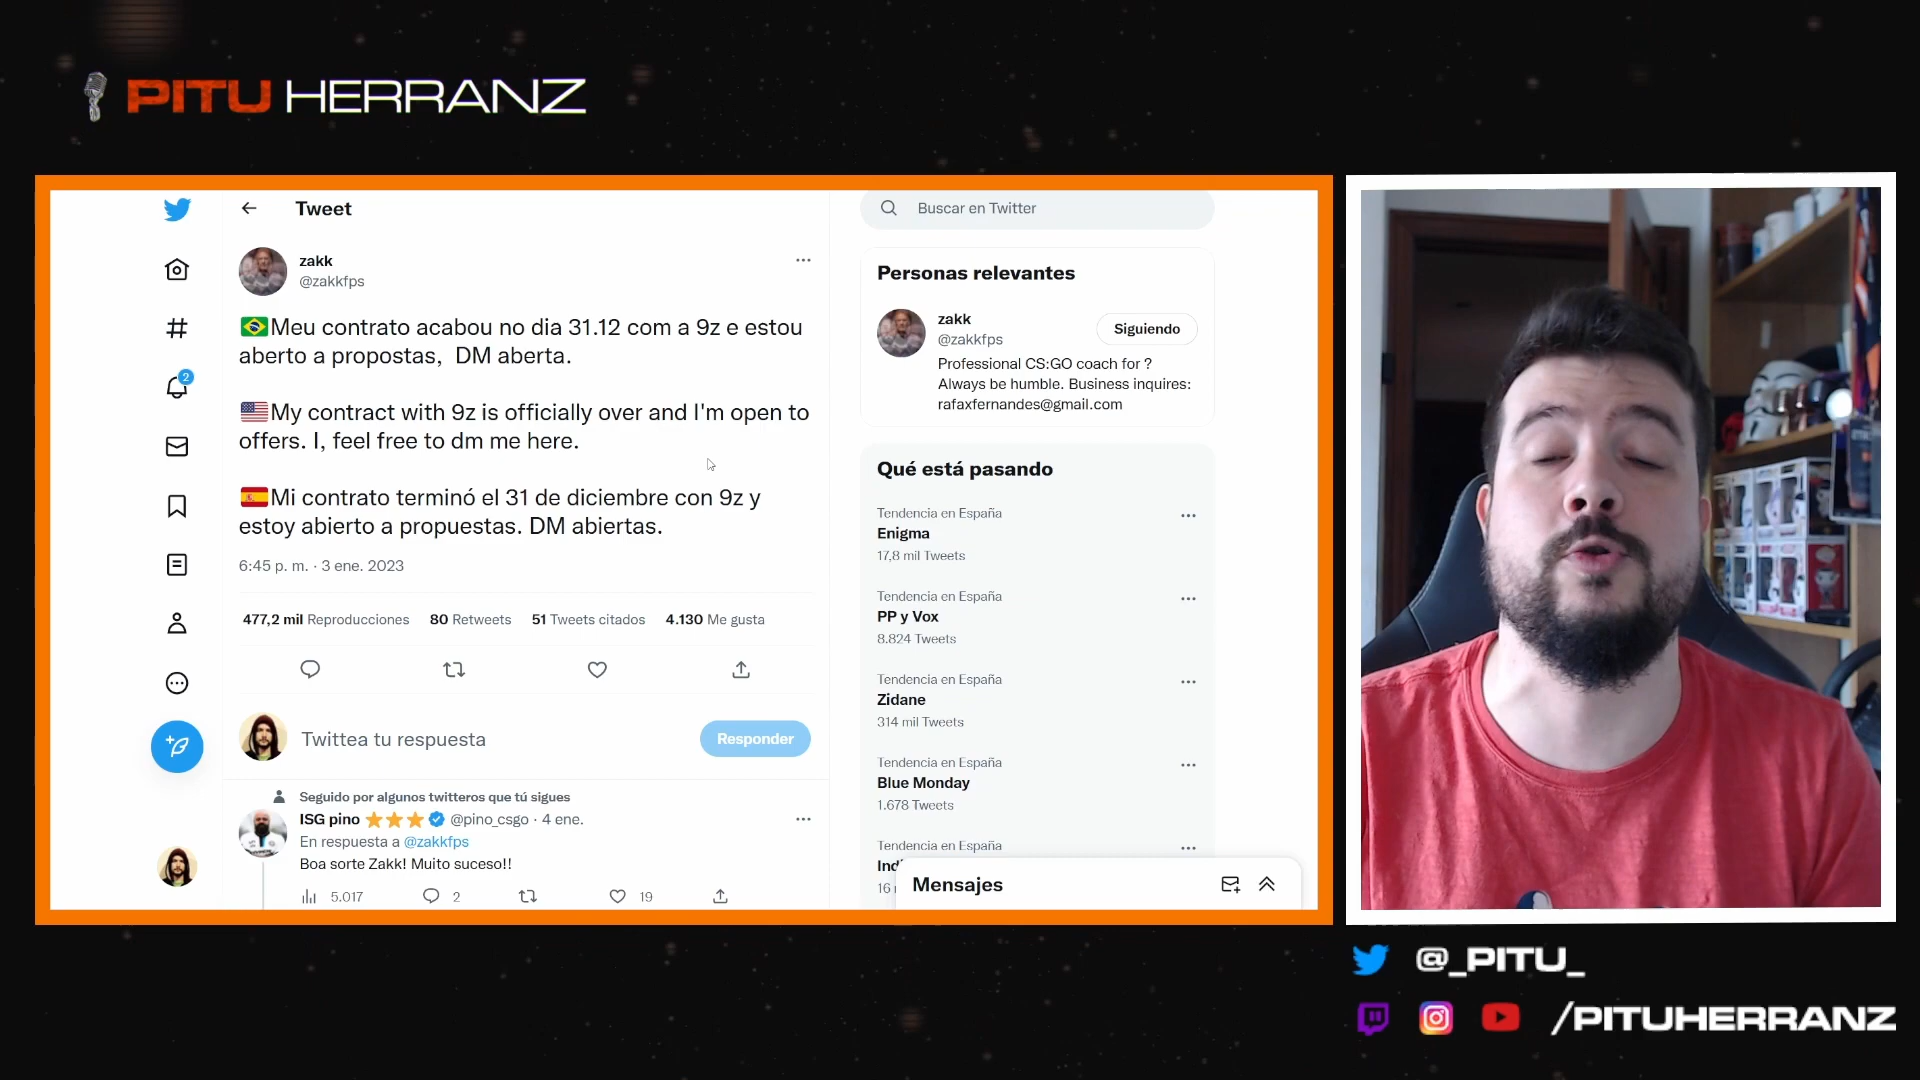 PITU HERRANZ
Tweet
zakk
@zakkfps
Meu contrato acabou no dia 31.12 com a 9z e estou
aberto a propostas, DM aberta.
My contract with 9z is officially over and I'm open to
offers. I, feel free to dm me here.
Mi contrato terminó el 31 de diciembre con 9z y
estoy abierto a propuestas. DM abiertas.
6:45 p. m. · 3 ene. 2023
477,2 mil Reproducciones 80 Retweets 51 Tweets citados 4.130 Me gusta
Twittea tu respuesta
Responder
Seguido por algunos twitteros que tú sigues
ISG pino @pino_csgo · 4 ene.
En respuesta a @zakkfps
Boa sorte Zakk! Muito suceso!!
5.017 2 19
2
Buscar en Twitter
Personas relevantes
zakk
@zakkfps
Siguiendo
Professional CS:GO coach for ?
Always be humble. Business inquires:
rafaxfernandes@gmail.com
Qué está pasando
Tendencia en España
Enigma
17,8 mil Tweets
Tendencia en España
PP y Vox
8.824 Tweets
Tendencia en España
Zidane
314 mil Tweets
Tendencia en España
Blue Monday
1.678 Tweets
Tendencia en España
Mensajes
@_PITU_
/PITUHERRANZ